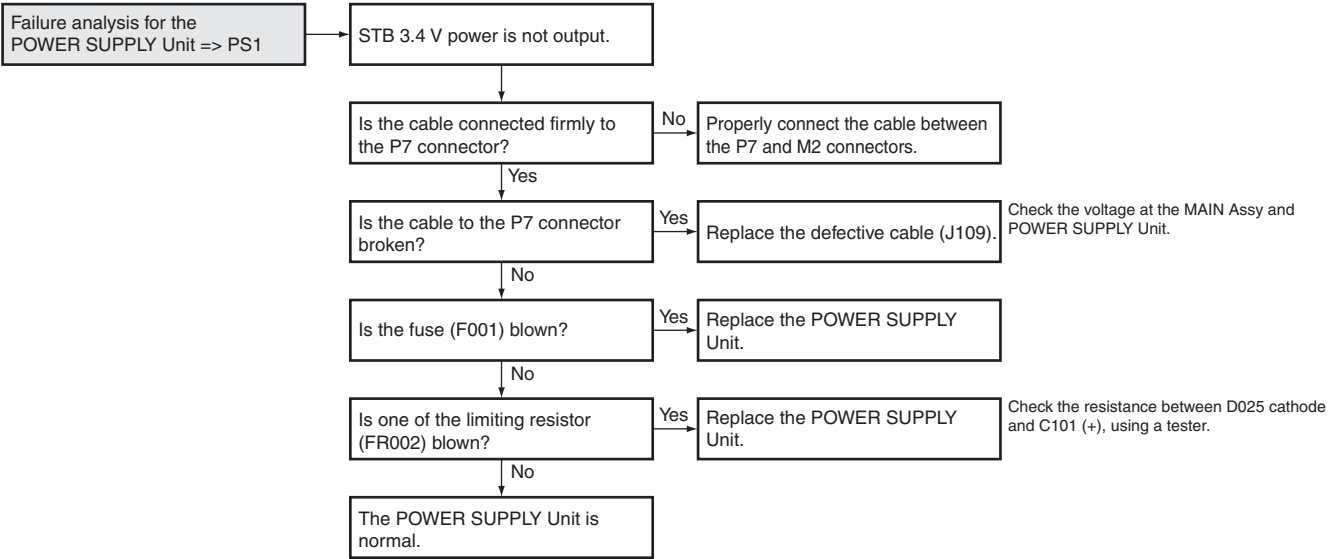 Failure analysis for the
POWER SUPPLY Unit => PS1
STB 3.4 V power is not output.
Is the cable connected firmly to
the P7 connector?
No
Properly connect the cable between
the P7 and M2 connectors.
Yes
Is the cable to the P7 connector
broken?
Yes
Replace the defective cable (J109).
Check the voltage at the MAIN Assy and
POWER SUPPLY Unit.
No
Is the fuse (F001) blown?
Yes
Replace the POWER SUPPLY
Unit.
No
Is one of the limiting resistor
(FR002) blown?
Yes
Replace the POWER SUPPLY
Unit.
Check the resistance between D025 cathode
and C101 (+), using a tester.
No
The POWER SUPPLY Unit is
normal.